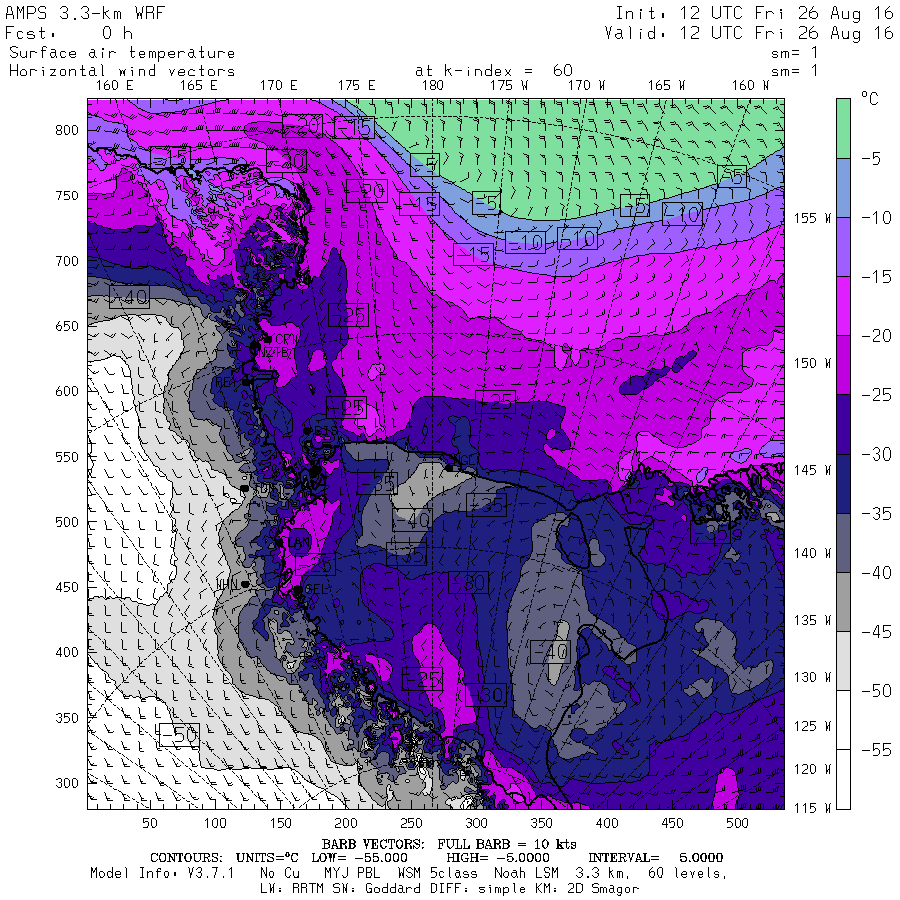 AMPS 3.3-km WRF Init: 12 UTC Fri 26 Aug 16
Fcst: 0 h Valid: 12 UTC Fri 26 Aug 16
Surface air temperature sm= 1
Horizontal wind vectors at k-index = 60 sm= 1
160 E 165 E 170 E 175 E 180 175 W 170 W 165 W 160 W
°C
800
-20 -15
-5
-5
-15 -30
750
-20
-15 -5 -5 -10
155 W
-10
-10 -10
-15
700
-15
-40
-20
650
-25
150 W
-25
600
-25 -25
-30
550
145 W
-35
-35
-35
500
-40
-40
140 W
LAN
-35
-45
450
WHN
-30
135 W
400
-40
-50
130 W
-25
-30
350
-50
125 W
-55
300
120 W
115 W
50 100 150 200 250 300 350 400 450 500
BARB VECTORS: FULL BARB = 10 kts
CONTOURS: UNITS=°C LOW= -55.000 HIGH= -5.0000 INTERVAL= 5.0000
Model Info: V3.7.1 No Cu MYJ PBL WSM 5class Noah LSM 3.3 km, 60 levels,
LW: RRTM SW: Goddard DIFF: simple KM: 2D Smagor